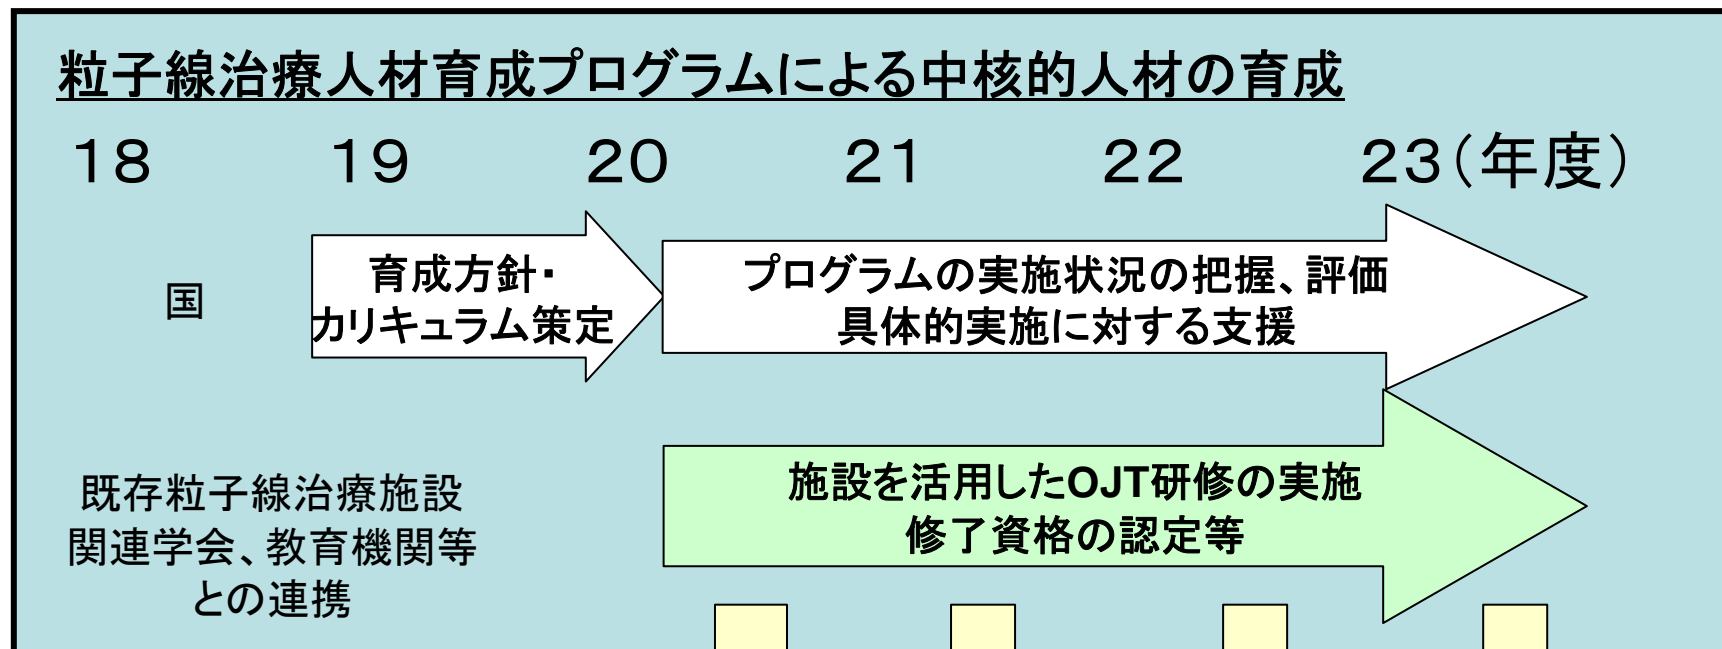 粒子線治療人材育成プログラムによる中核的人材の育成
18 19 20 21 22 23(年度)
国
育成方針・
カリキュラム策定
プログラムの実施状況の把握、評価
具体的実施に対する支援
既存粒子線治療施設
関連学会、教育機関等
との連携
施設を活用したOJT研修の実施
修了資格の認定等